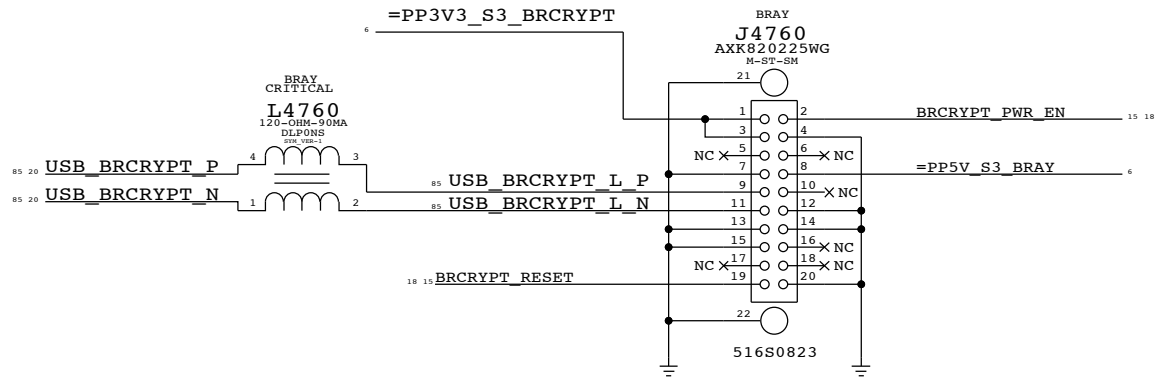 =PP3V3_S3_BRCRYPT
6
BRAY
J4760
AXK820225WG
M-ST-SM
21
BRAY
CRITICAL
L4760
120-OHM-90MA
DLP0NS
SYM_VER-1
1 2 BRCRYPT_PWR_EN 15 18
3 4
NC 5 6 NC
7 8 =PP5V_S3_BRAY 6
85 20 USB_BRCRYPT_P 4 3
85 USB_BRCRYPT_L_P 9 10 NC
85 20 USB_BRCRYPT_N 1 2
85 USB_BRCRYPT_L_N 11 12
13 14
15 16 NC
NC 17 18 NC
18 15 BRCRYPT_RESET 19 20
22
516S0823